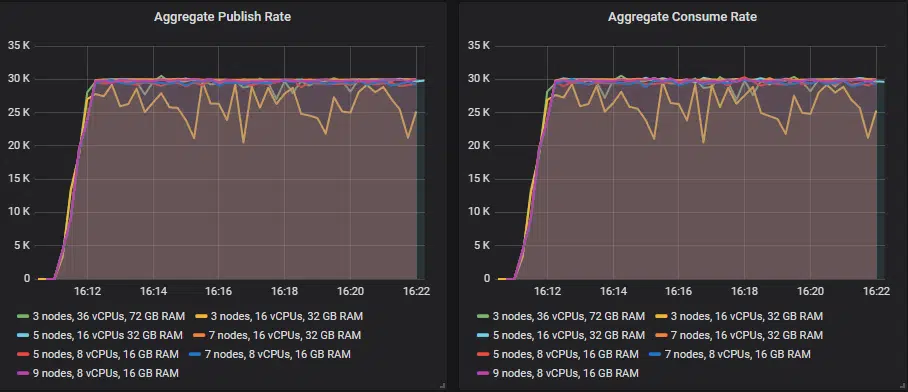 Aggregate Publish Rate
35 K
30 K
25 K
20 K
15 K
10 K
5 K
0
16:12 16:14 16:16 16:18 16:20 16:22
3 nodes, 36 vCPUs, 72 GB RAM 3 nodes, 16 vCPUs, 32 GB RAM
5 nodes, 16 vCPUs 32 GB RAM 7 nodes, 16 vCPUs, 32 GB RAM
5 nodes, 8 vCPUs, 16 GB RAM 7 nodes, 8 vCPUs, 16 GB RAM
9 nodes, 8 vCPUs, 16 GB RAM
Aggregate Consume Rate
35 K
30 K
25 K
20 K
15 K
10 K
5 K
0
16:12 16:14 16:16 16:18 16:20 16:22
3 nodes, 36 vCPUs, 72 GB RAM 3 nodes, 16 vCPUs, 32 GB RAM
5 nodes, 16 vCPUs, 32 GB RAM 7 nodes, 16 vCPUs, 32 GB RAM
5 nodes, 8 vCPUs, 16 GB RAM 7 nodes, 8 vCPUs, 16 GB RAM
9 nodes, 8 vCPUs, 16 GB RAM